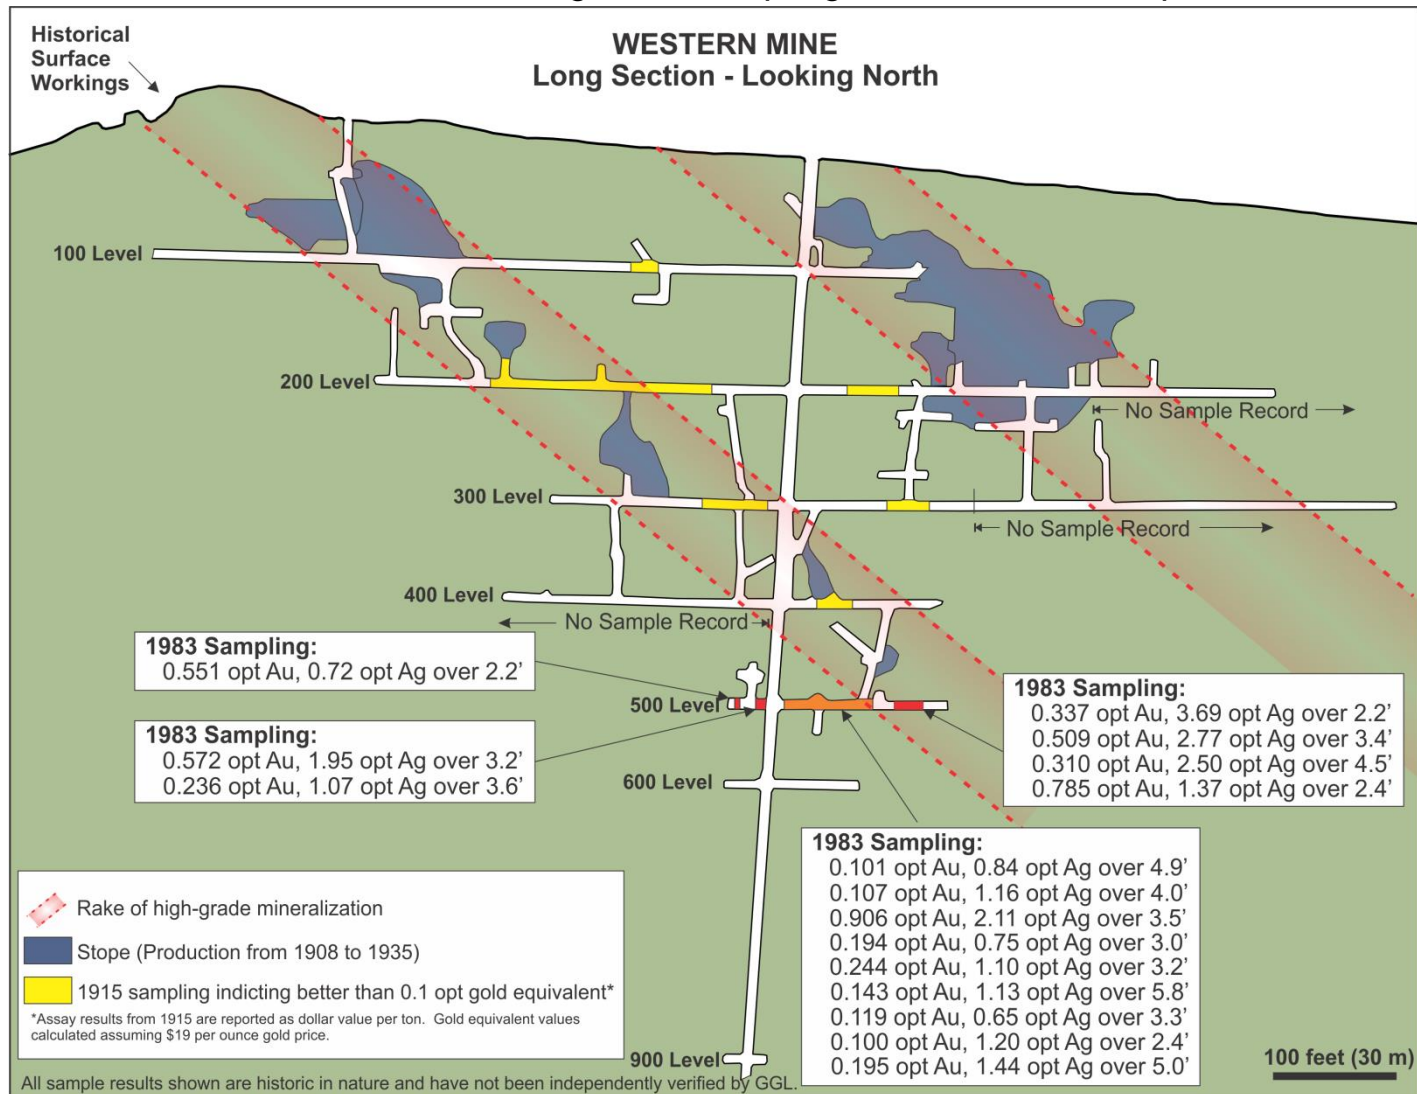 Historical
Surface
Workings
WESTERN MINE
Long Section - Looking North
100 Level
200 Level
No Sample Record
300 Level
No Sample Record
400 Level
No Sample Record
1983 Sampling:
0.551 opt Au, 0.72 opt Ag over 2.2'
500 Level
1983 Sampling:
0.572 opt Au, 1.95 opt Ag over 3.2'
0.236 opt Au, 1.07 opt Ag over 3.6'
1983 Sampling:
0.337 opt Au, 3.69 opt Ag over 2.2'
0.509 opt Au, 2.77 opt Ag over 3.4'
0.310 opt Au, 2.50 opt Ag over 4.5'
0.785 opt Au, 1.37 opt Ag over 2.4'
600 Level
1983 Sampling:
0.101 opt Au, 0.84 opt Ag over 4.9'
0.107 opt Au, 1.16 opt Ag over 4.0'
0.906 opt Au, 2.11 opt Ag over 3.5'
0.194 opt Au, 0.75 opt Ag over 3.0'
0.244 opt Au, 1.10 opt Ag over 3.2'
0.143 opt Au, 1.13 opt Ag over 5.8'
0.119 opt Au, 0.65 opt Ag over 3.3'
0.100 opt Au, 1.20 opt Ag over 2.4'
0.195 opt Au, 1.44 opt Ag over 5.0'
Rake of high-grade mineralization
Stope (Production from 1908 to 1935)
1915 sampling indicting better than 0.1 opt gold equivalent*
*Assay results from 1915 are reported as dollar value per ton. Gold equivalent values
calculated assuming $19 per ounce gold price.
900 Level
100 feet (30 m)
All sample results shown are historic in nature and have not been independently verified by GGL.